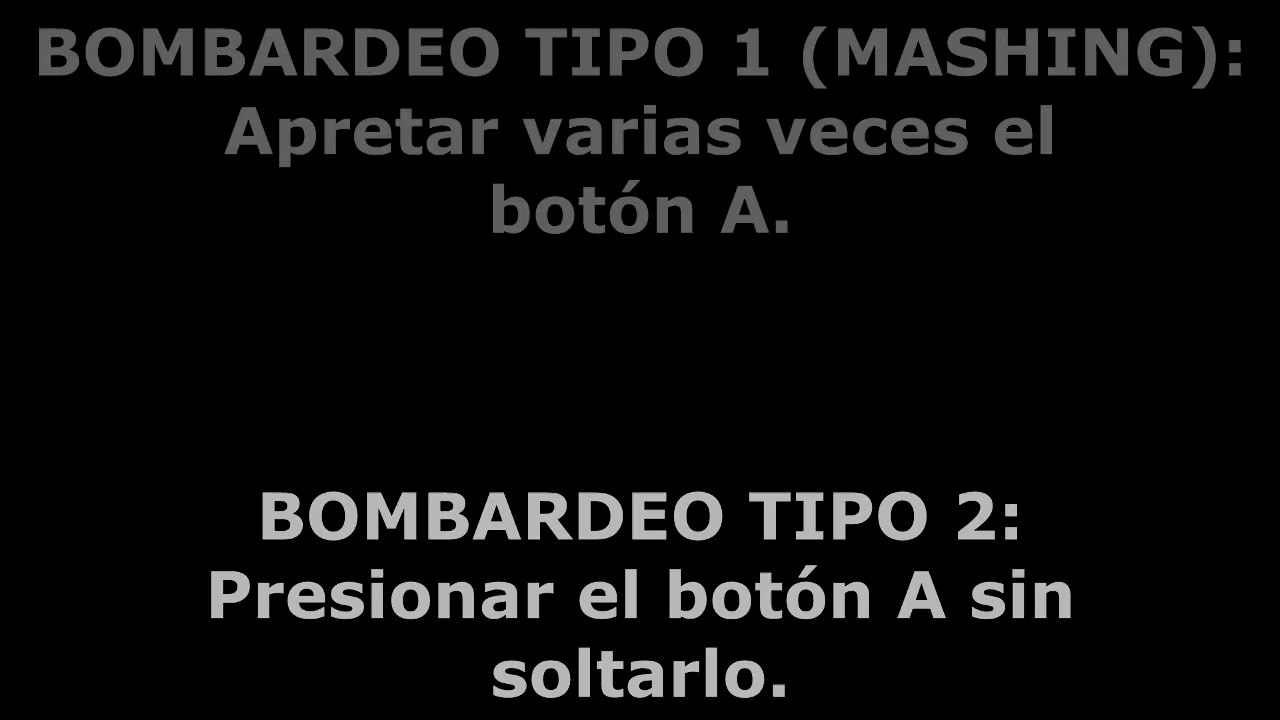 BOMBARDEO TIPO 1 (MASHING):
Apretar varias veces el
botón A.
BOMBARDEO TIPO 2:
Presionar el botón A sin
soltarlo.